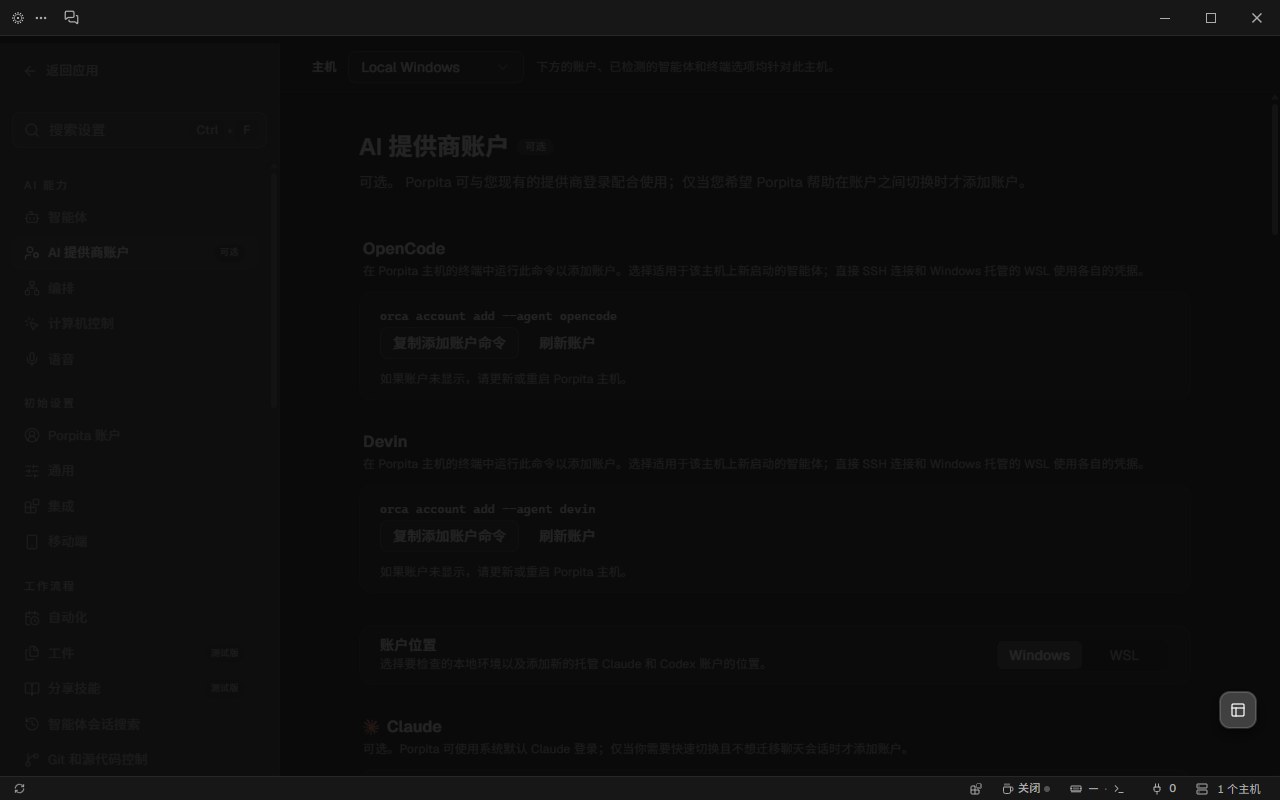 返回应用
主机 Local Windows 下方的账户、已检测的智能体和终端选项均针对此主机。
搜索设置 Ctrl + F
AI 能力
智能体
AI 提供商账户 可选
编排
计算机控制
语音
初始设置
Porpita 账户
通用
集成
移动端
工作流程
自动化
工件 测试版
分享技能 测试版
智能体会话搜索
Git 和源代码控制
AI 提供商账户 可选
可选。 Porpita 可与您现有的提供商登录配合使用；仅当您希望 Porpita 帮助在账户之间切换时才添加账户。
OpenCode
在 Porpita 主机的终端中运行此命令以添加账户。选择适用于该主机上新启动的智能体；直接 SSH 连接和 Windows 托管的 WSL 使用各自的凭据。
orca account add --agent opencode
复制添加账户命令 刷新账户
如果账户未显示，请更新或重启 Porpita 主机。
Devin
在 Porpita 主机的终端中运行此命令以添加账户。选择适用于该主机上新启动的智能体；直接 SSH 连接和 Windows 托管的 WSL 使用各自的凭据。
orca account add --agent devin
复制添加账户命令 刷新账户
如果账户未显示，请更新或重启 Porpita 主机。
账户位置
选择要检查的本地环境以及添加新的托管 Claude 和 Codex 账户的位置。
Windows WSL
Claude
可选。Porpita 可使用系统默认 Claude 登录；仅当你需要快速切换且不想迁移聊天会话时才添加账户。
关闭 — · 0 1 个主机